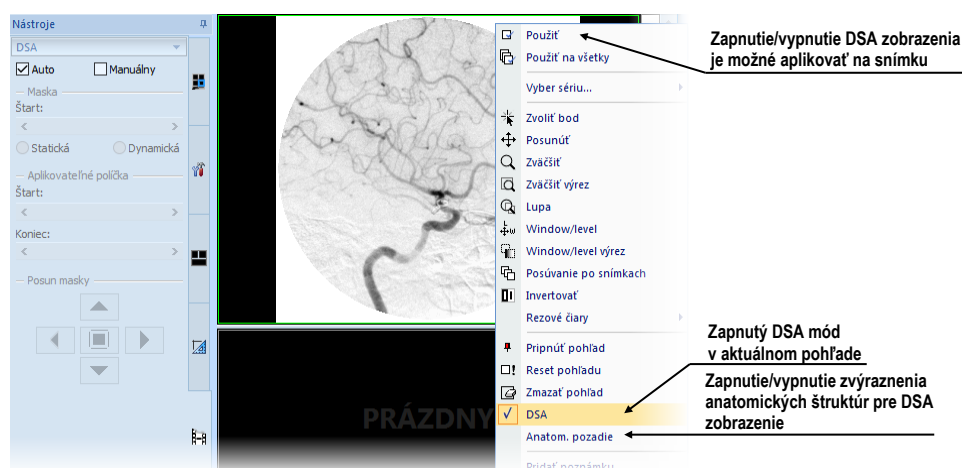 Nástroje
DSA
Auto
Manuálny
Maska
Štart:
Statická
Dynamická
Aplikovateľné políčka
Štart:
Koniec:
Posun masky
PRÁZDNY
Použiť
Použiť na všetky
Vyber sériu...
Zvoliť bod
Posunúť
Zväčšiť
Zväčšiť výrez
Lupa
Window/level
Window/level výrez
Posúvanie po snímkach
Invertovať
Rezové čiary
Pripnúť pohľad
Reset pohľadu
Zmazať pohľad
DSA
Anatom. pozadie
Pridať poznámku
Zapnutie/vypnutie DSA zobrazenia
je možné aplikovať na snímku
Zapnutý DSA mód
v aktuálnom pohľade
Zapnutie/vypnutie zvýraznenia
anatomických štruktúr pre DSA
zobrazenie